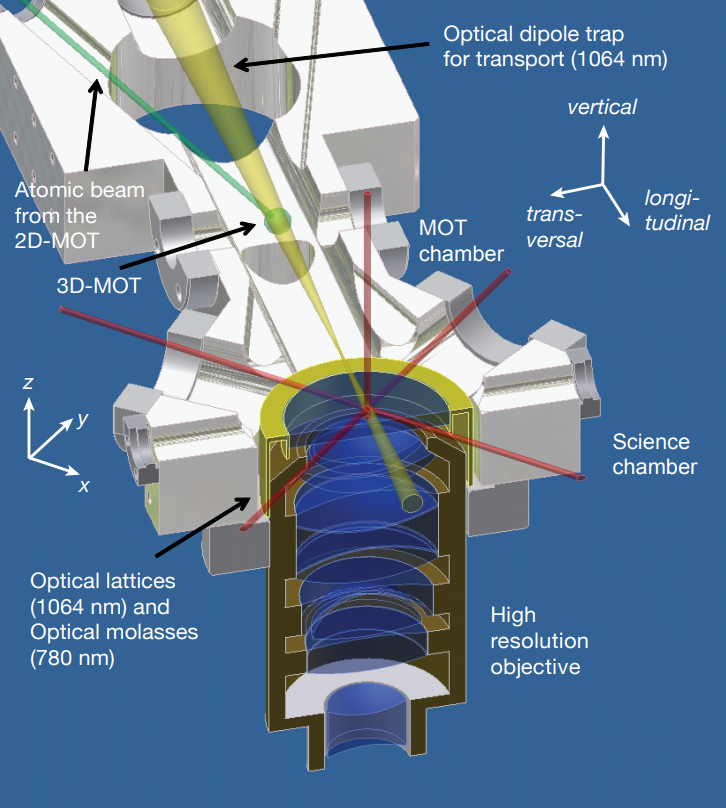 Optical dipole trap
for transport (1064 nm)
vertical
trans-
versal
longi-
tudinal
Atomic beam
from the
2D-MOT
MOT
chamber
3D-MOT
z
y
x
Science
chamber
Optical lattices
(1064 nm) and
Optical molasses
(780 nm)
High
resolution
objective